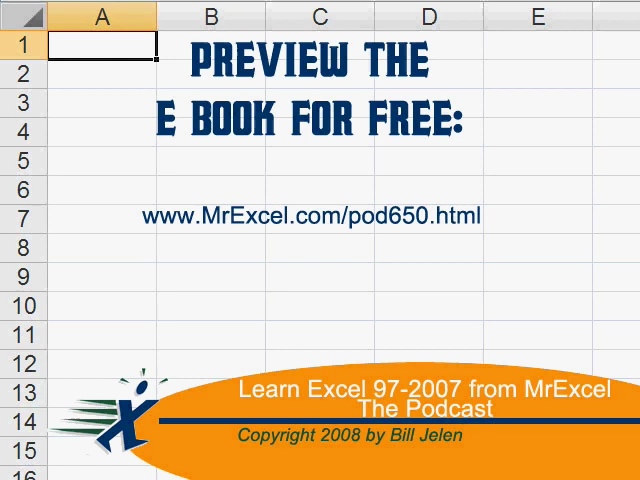 A B C D E
1
PREVIEW THE
2
3
E BOOK FOR FREE:
4
5
6
7
www.MrExcel.com/pod650.html
8
9
10
11
12
13
Learn Excel 97-2007 from MrExcel
The Podcast
14
Copyright 2008 by Bill Jelen
15
16